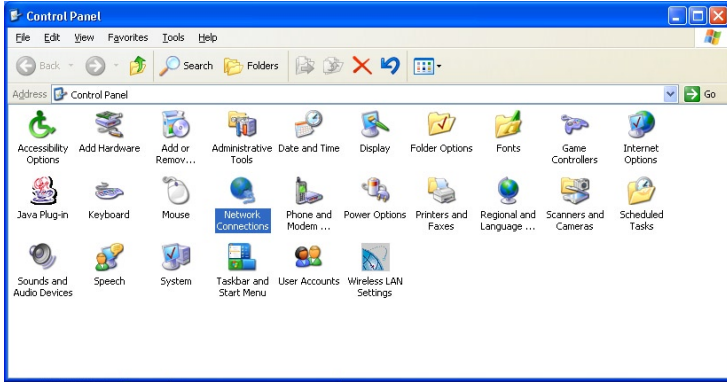 Control Panel
File Edit View Favorites Tools Help
Back Search Folders
Address Control Panel Go
Accessibility Options Add Hardware Add or Remov... Administrative Tools Date and Time Display Folder Options Fonts Game Controllers Internet Options
Java Plug-in Keyboard Mouse Network Connections Phone and Modem ... Power Options Printers and Faxes Regional and Language ... Scanners and Cameras Scheduled Tasks
Sounds and Audio Devices Speech System Taskbar and Start Menu User Accounts Wireless LAN Settings